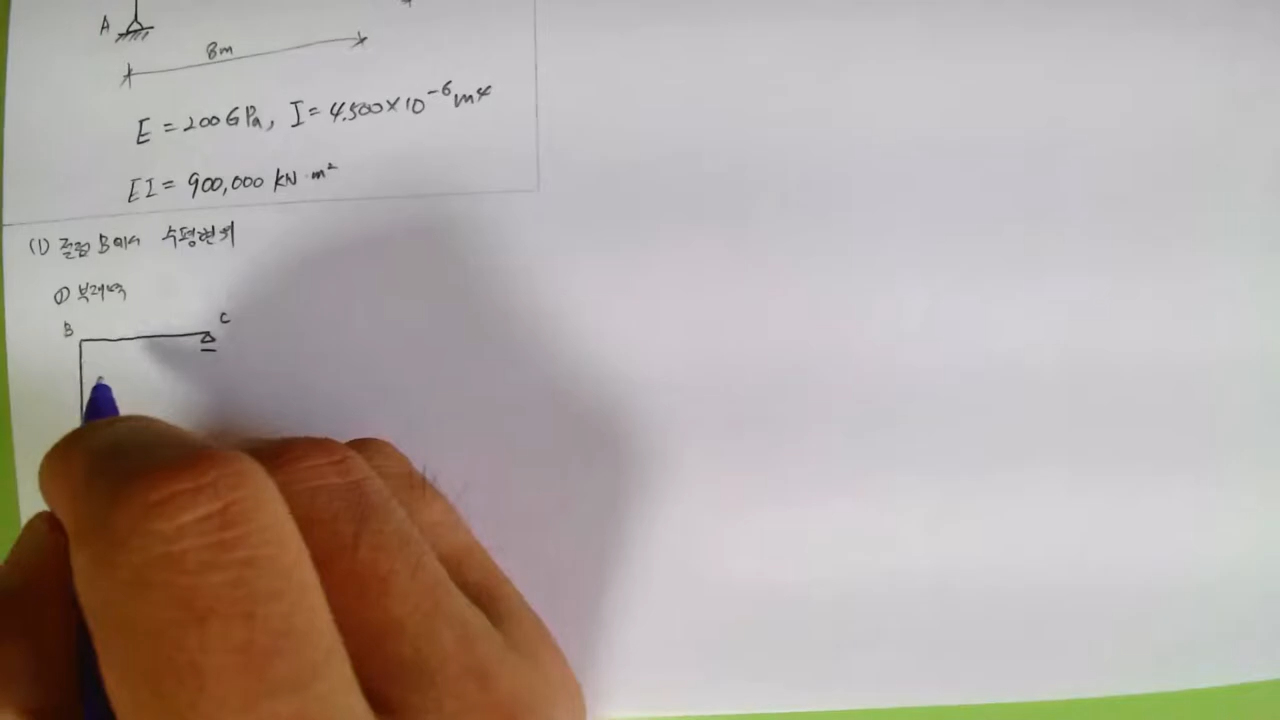 A
8m
E = 200 GPa, I = 4,500×10⁻⁶ m⁴
EI = 900,000 kN·m²
(1) 절점 B에서 수평변위
① 부재력
B
C